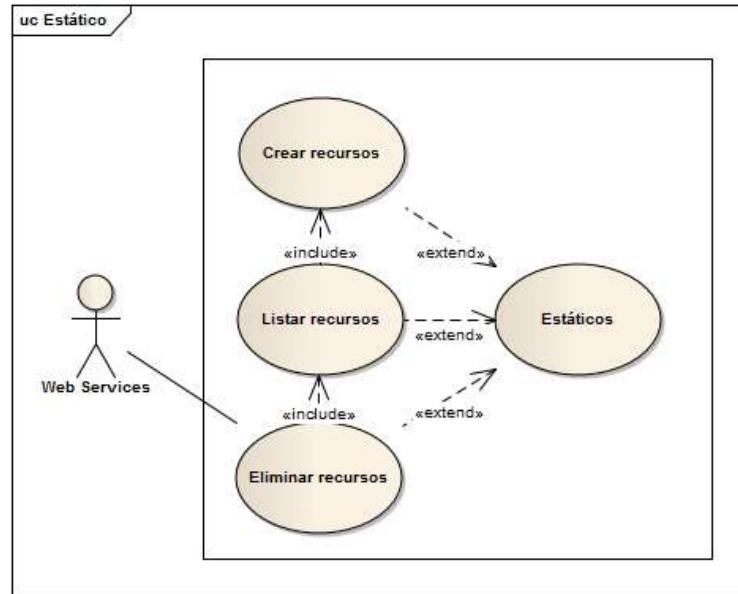 uc Estático
Crear recursos
«include»
«extend»
Listar recursos
«extend»
Estáticos
Web Services
«include»
«extend»
Eliminar recursos